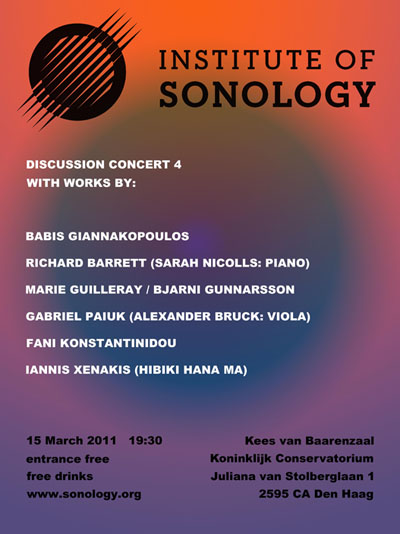 INSTITUTE OF
SONOLOGY
DISCUSSION CONCERT 4
WITH WORKS BY:
BABIS GIANNAKOPOULOS
RICHARD BARRETT (SARAH NICOLLS: PIANO)
MARIE GUILLERAY / BJARNI GUNNARSSON
GABRIEL PAIUK (ALEXANDER BRUCK: VIOLA)
FANI KONSTANTINIDOU
IANNIS XENAKIS (HIBIKI HANA MA)
15 March 2011 19:30
entrance free
free drinks
www.sonology.org
Kees van Baarenzaal
Koninklijk Conservatorium
Juliana van Stolberglaan 1
2595 CA Den Haag